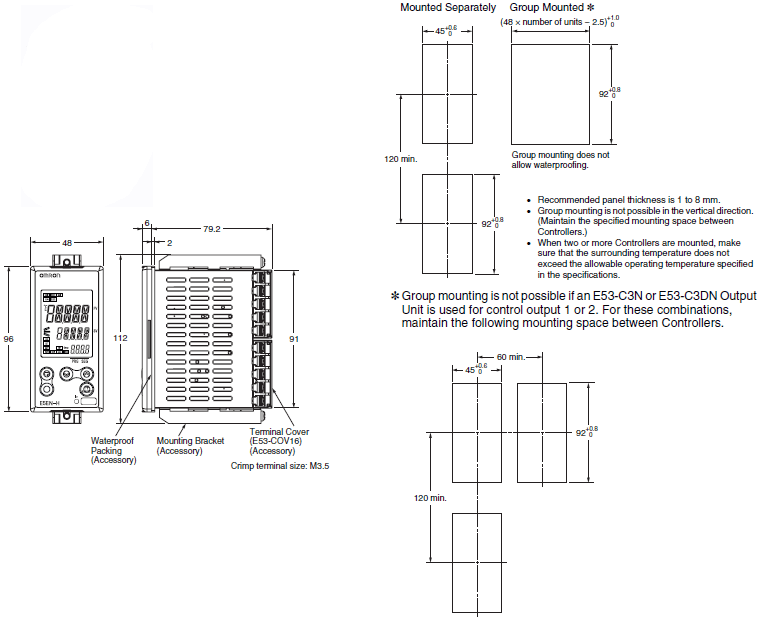 Mounted Separately
Group Mounted ✻
(48 × number of units − 2.5) +1.0 0
45 +0.6 0
92 +0.8 0
120 min.
Group mounting does not
allow waterproofing.
92 +0.8 0
• Recommended panel thickness is 1 to 8 mm.
• Group mounting is not possible in the vertical direction.
(Maintain the specified mounting space between
Controllers.)
• When two or more Controllers are mounted, make
sure that the surrounding temperature does not
exceed the allowable operating temperature specified
in the specifications.
✻ Group mounting is not possible if an E53-C3N or E53-C3DN Output
Unit is used for control output 1 or 2. For these combinations,
maintain the following mounting space between Controllers.
60 min.
45 +0.6 0
92 +0.8 0
120 min.
48
6
79.2
2
96
112
91
OMRON
E5EN-H
Waterproof
Packing
(Accessory)
Mounting Bracket
(Accessory)
Terminal Cover
(E53-COV16)
(Accessory)
Crimp terminal size: M3.5